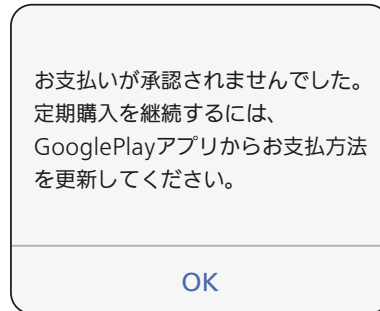 お支払いが承認されませんでした。
定期購入を継続するには、
GooglePlayアプリからお支払方法
を更新してください。
OK